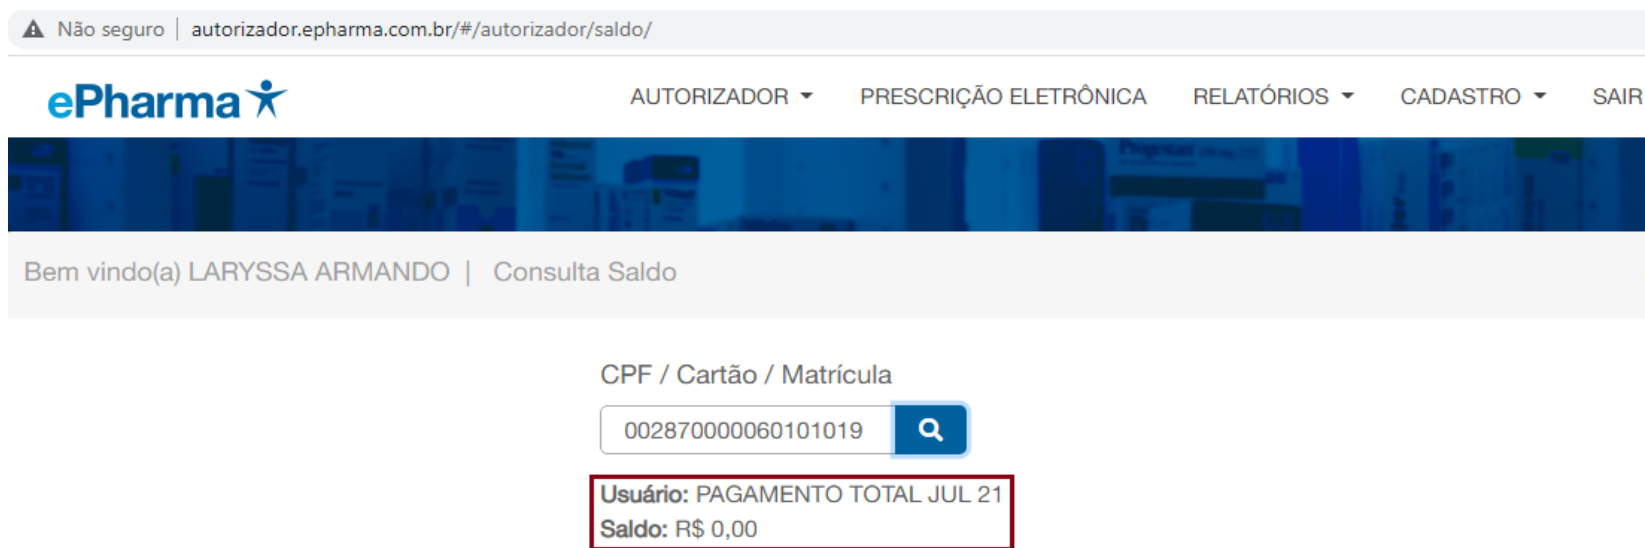 Não seguro | autorizador.epharma.com.br/#/autorizador/saldo/
ePharma AUTORIZADOR PRESCRIÇÃO ELETRÔNICA RELATÓRIOS CADASTRO SAIR
Bem vindo(a) LARYSSA ARMANDO | Consulta Saldo
CPF / Cartão / Matrícula
002870000060101019
Usuário: PAGAMENTO TOTAL JUL 21
Saldo: R$ 0,00